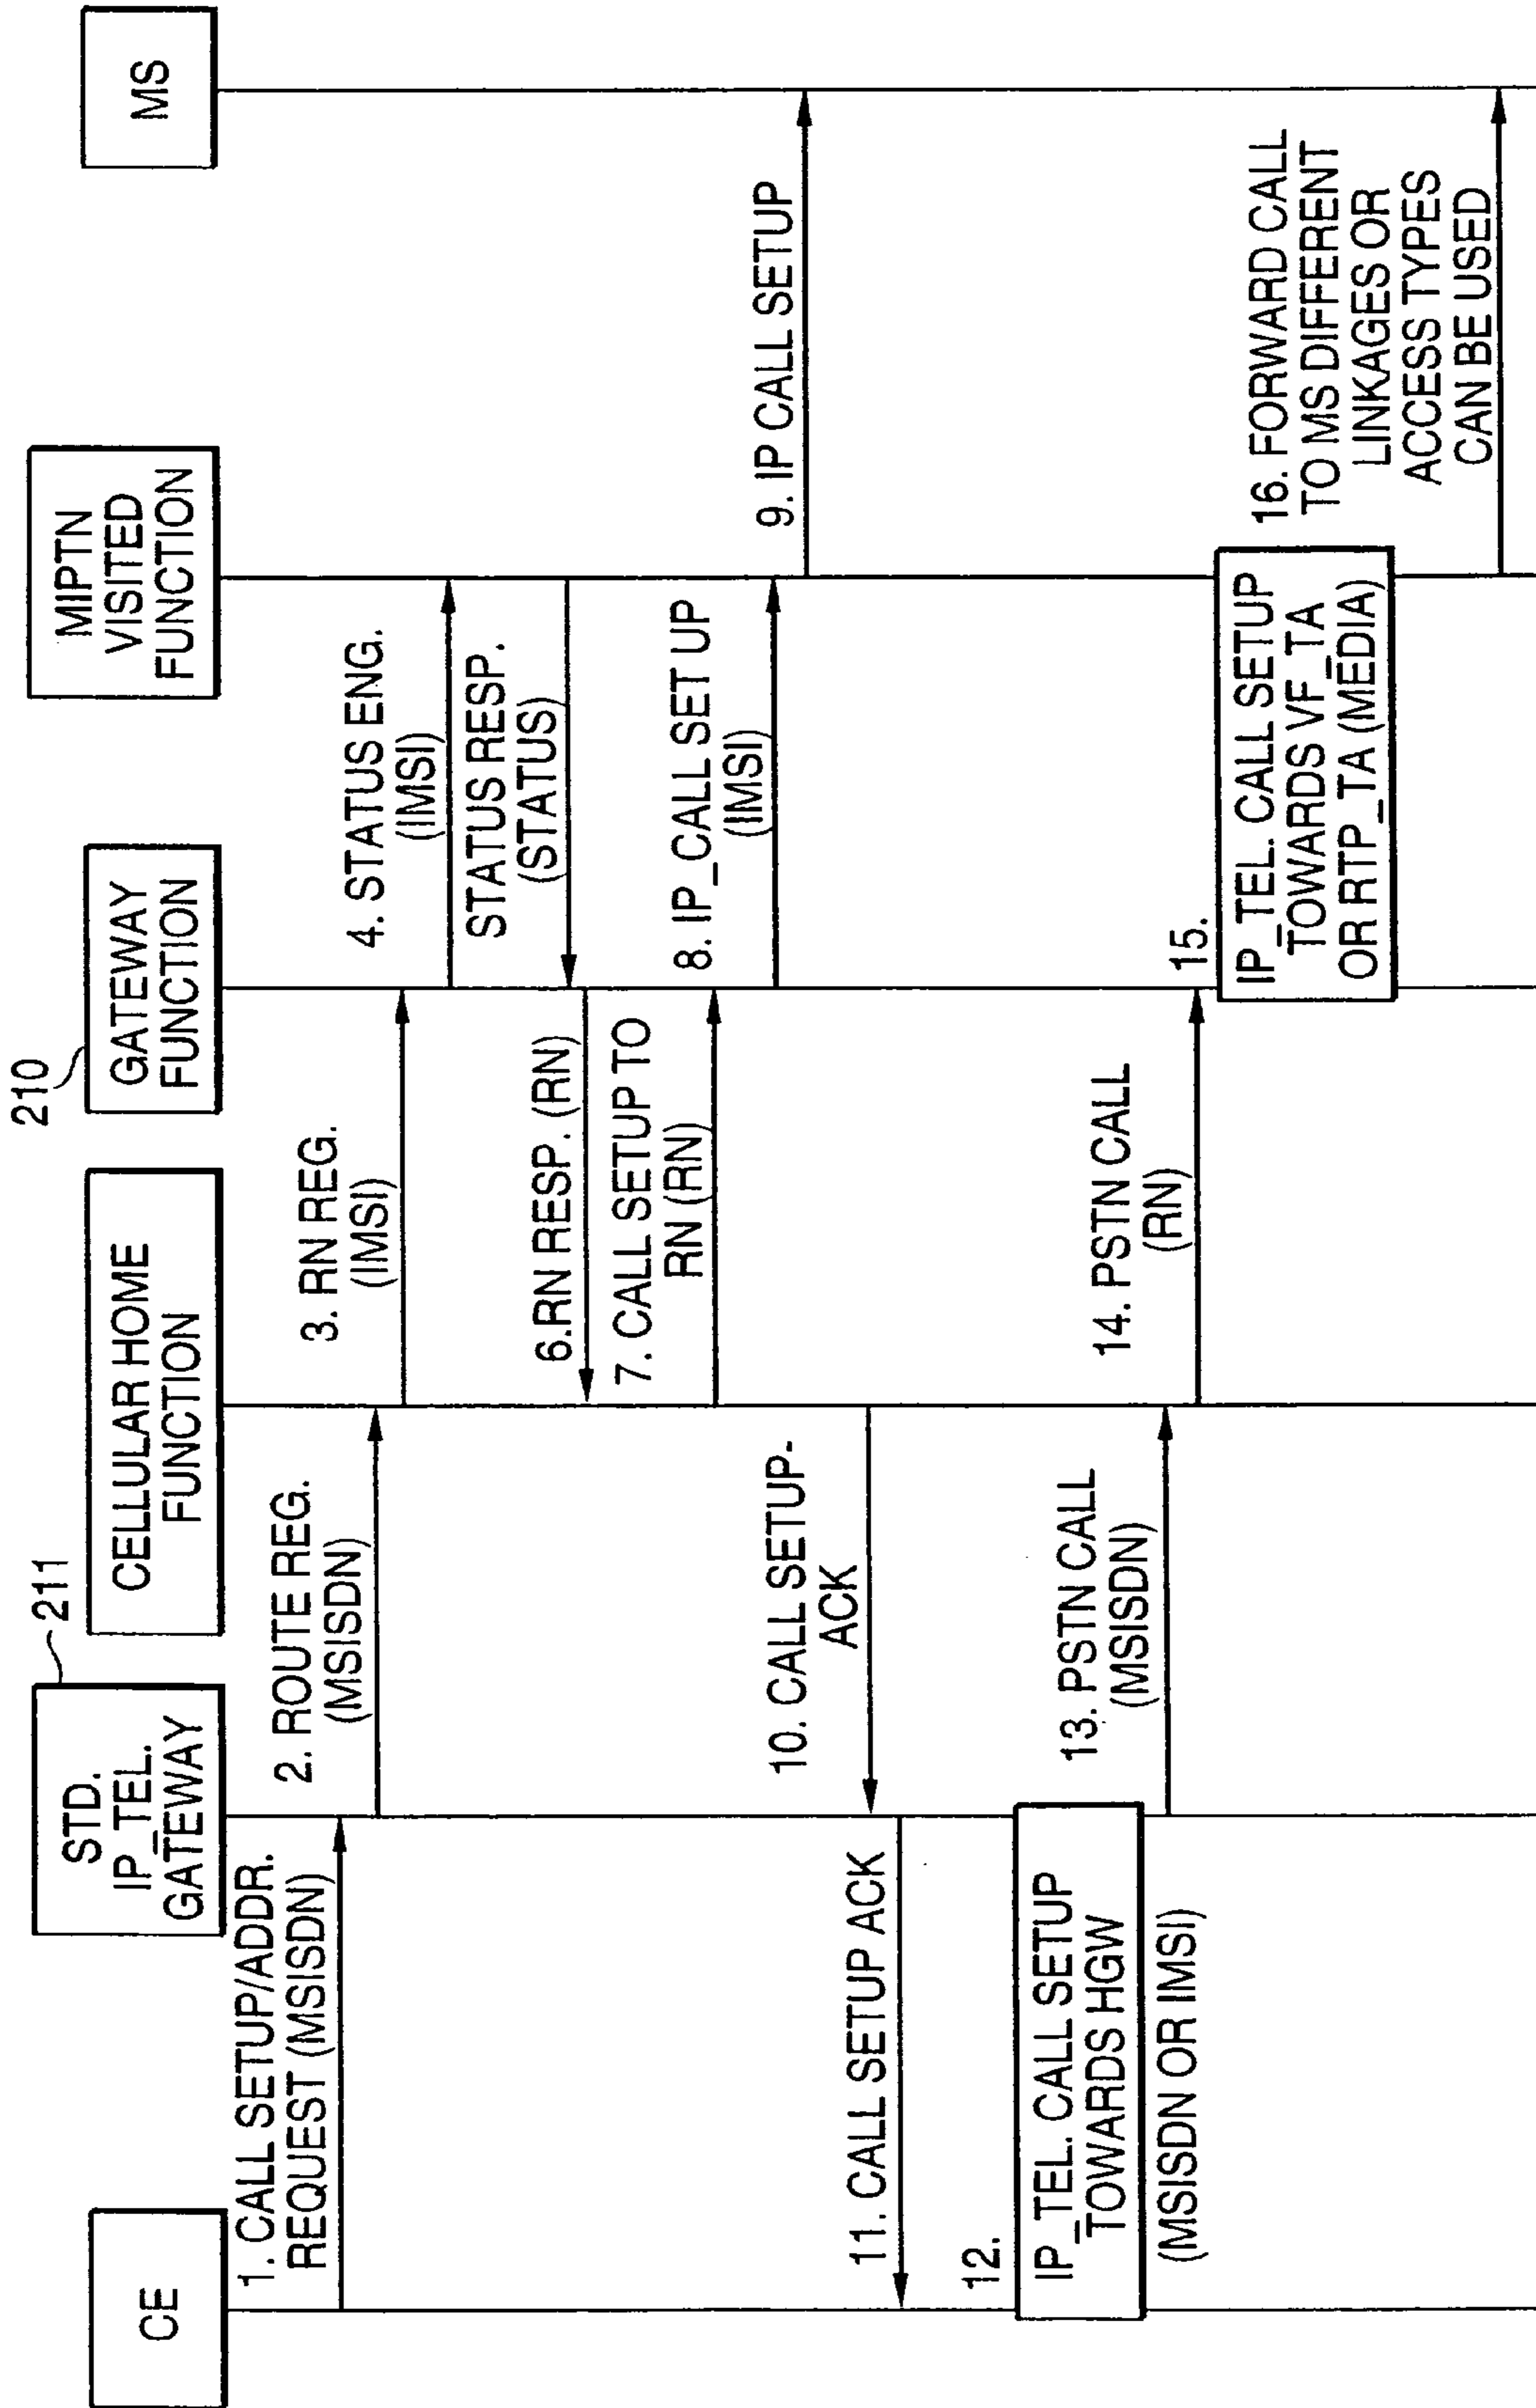 CE
STD.
IP_TEL.
GATEWAY
211
CELLULAR HOME
FUNCTION
210
GATEWAY
FUNCTION
MIPTN
VISITED
FUNCTION
MS
1. CALL SETUP/ADDR.
REQUEST (MSISDN)
2. ROUTE REG.
(MSISDN)
3. RN REG.
(IMSI)
4. STATUS ENG.
(IMSI)
STATUS RESP.
(STATUS)
6.RN RESP. (RN)
7. CALL SETUP TO
RN (RN)
8. IP_CALL SET UP
(IMSI)
9. IP CALL SETUP
10. CALL SETUP-
ACK
11. CALL SETUP ACK
12.
IP_TEL. CALL SETUP
TOWARDS HGW
(MSISDN OR IMSI)
13. PSTN CALL
(MSISDN)
14. PSTN CALL
(RN)
15.
IP_TEL. CALL SETUP
TOWARDS VF_TA
OR RTP_TA (MEDIA)
16. FORWARD CALL
TO MS DIFFERENT
LINKAGES OR
ACCESS TYPES
CAN BE USED